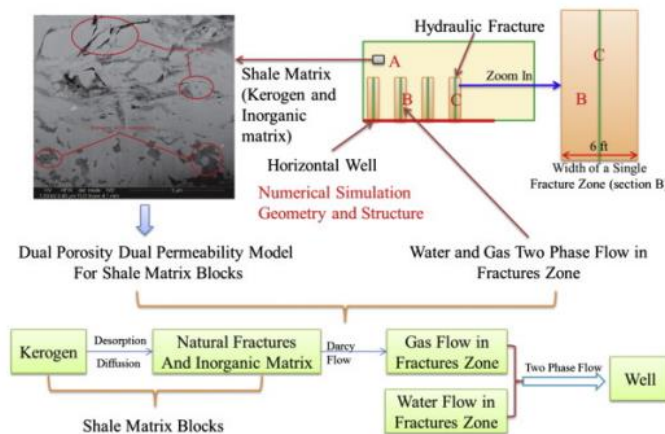 Hydraulic Fracture
A
Shale Matrix
(Kerogen and
Inorganic
matrix)
Zoom In
B
C
C
B
6 ft
Width of a Single
Fracture Zone (section B)
Horizontal Well
Numerical Simulation
Geometry and Structure
Dual Porosity Dual Permeability Model
For Shale Matrix Blocks
Water and Gas Two Phase Flow in
Fractures Zone
Kerogen
Desorption
Diffusion
Natural Fractures
And Inorganic Matrix
Darcy
Flow
Gas Flow in
Fractures Zone
Water Flow in
Fractures Zone
Two Phase Flow
Well
Shale Matrix Blocks